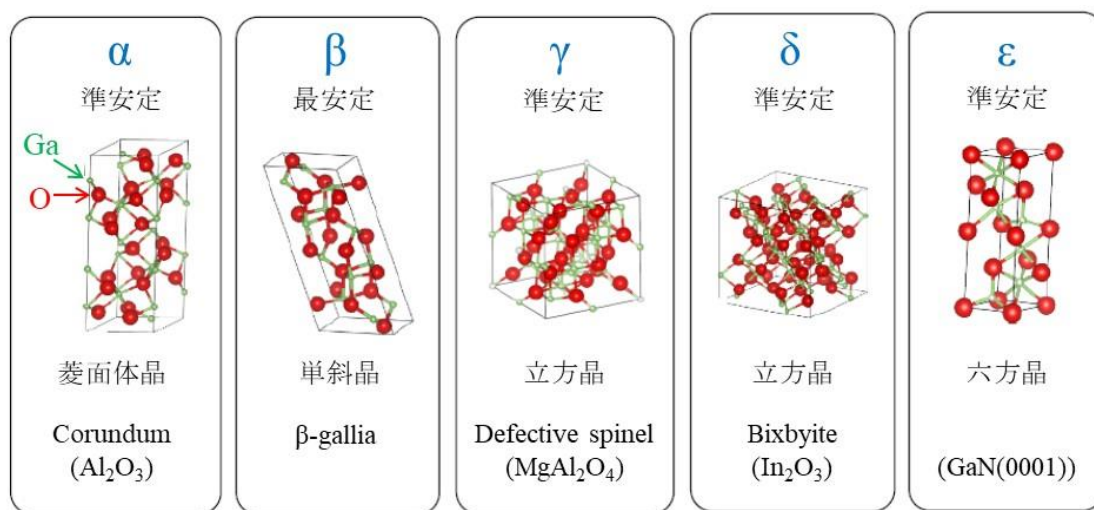 α
準安定
Ga
O
菱面体晶
Corundum
(Al₂O₃)
β
最安定
単斜晶
β-gallia
γ
準安定
立方晶
Defective spinel
(MgAl₂O₄)
δ
準安定
立方晶
Bixbyite
(In₂O₃)
ε
準安定
六方晶
(GaN(0001))